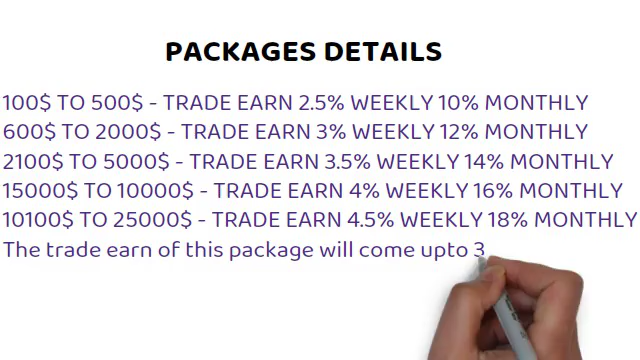 PACKAGES DETAILS
100$ TO 500$ - TRADE EARN 2.5% WEEKLY 10% MONTHLY
600$ TO 2000$ - TRADE EARN 3% WEEKLY 12% MONTHLY
2100$ TO 5000$ - TRADE EARN 3.5% WEEKLY 14% MONTHLY
15000$ TO 10000$ - TRADE EARN 4% WEEKLY 16% MONTHLY
10100$ TO 25000$ - TRADE EARN 4.5% WEEKLY 18% MONTHLY
The trade earn of this package will come upto 3